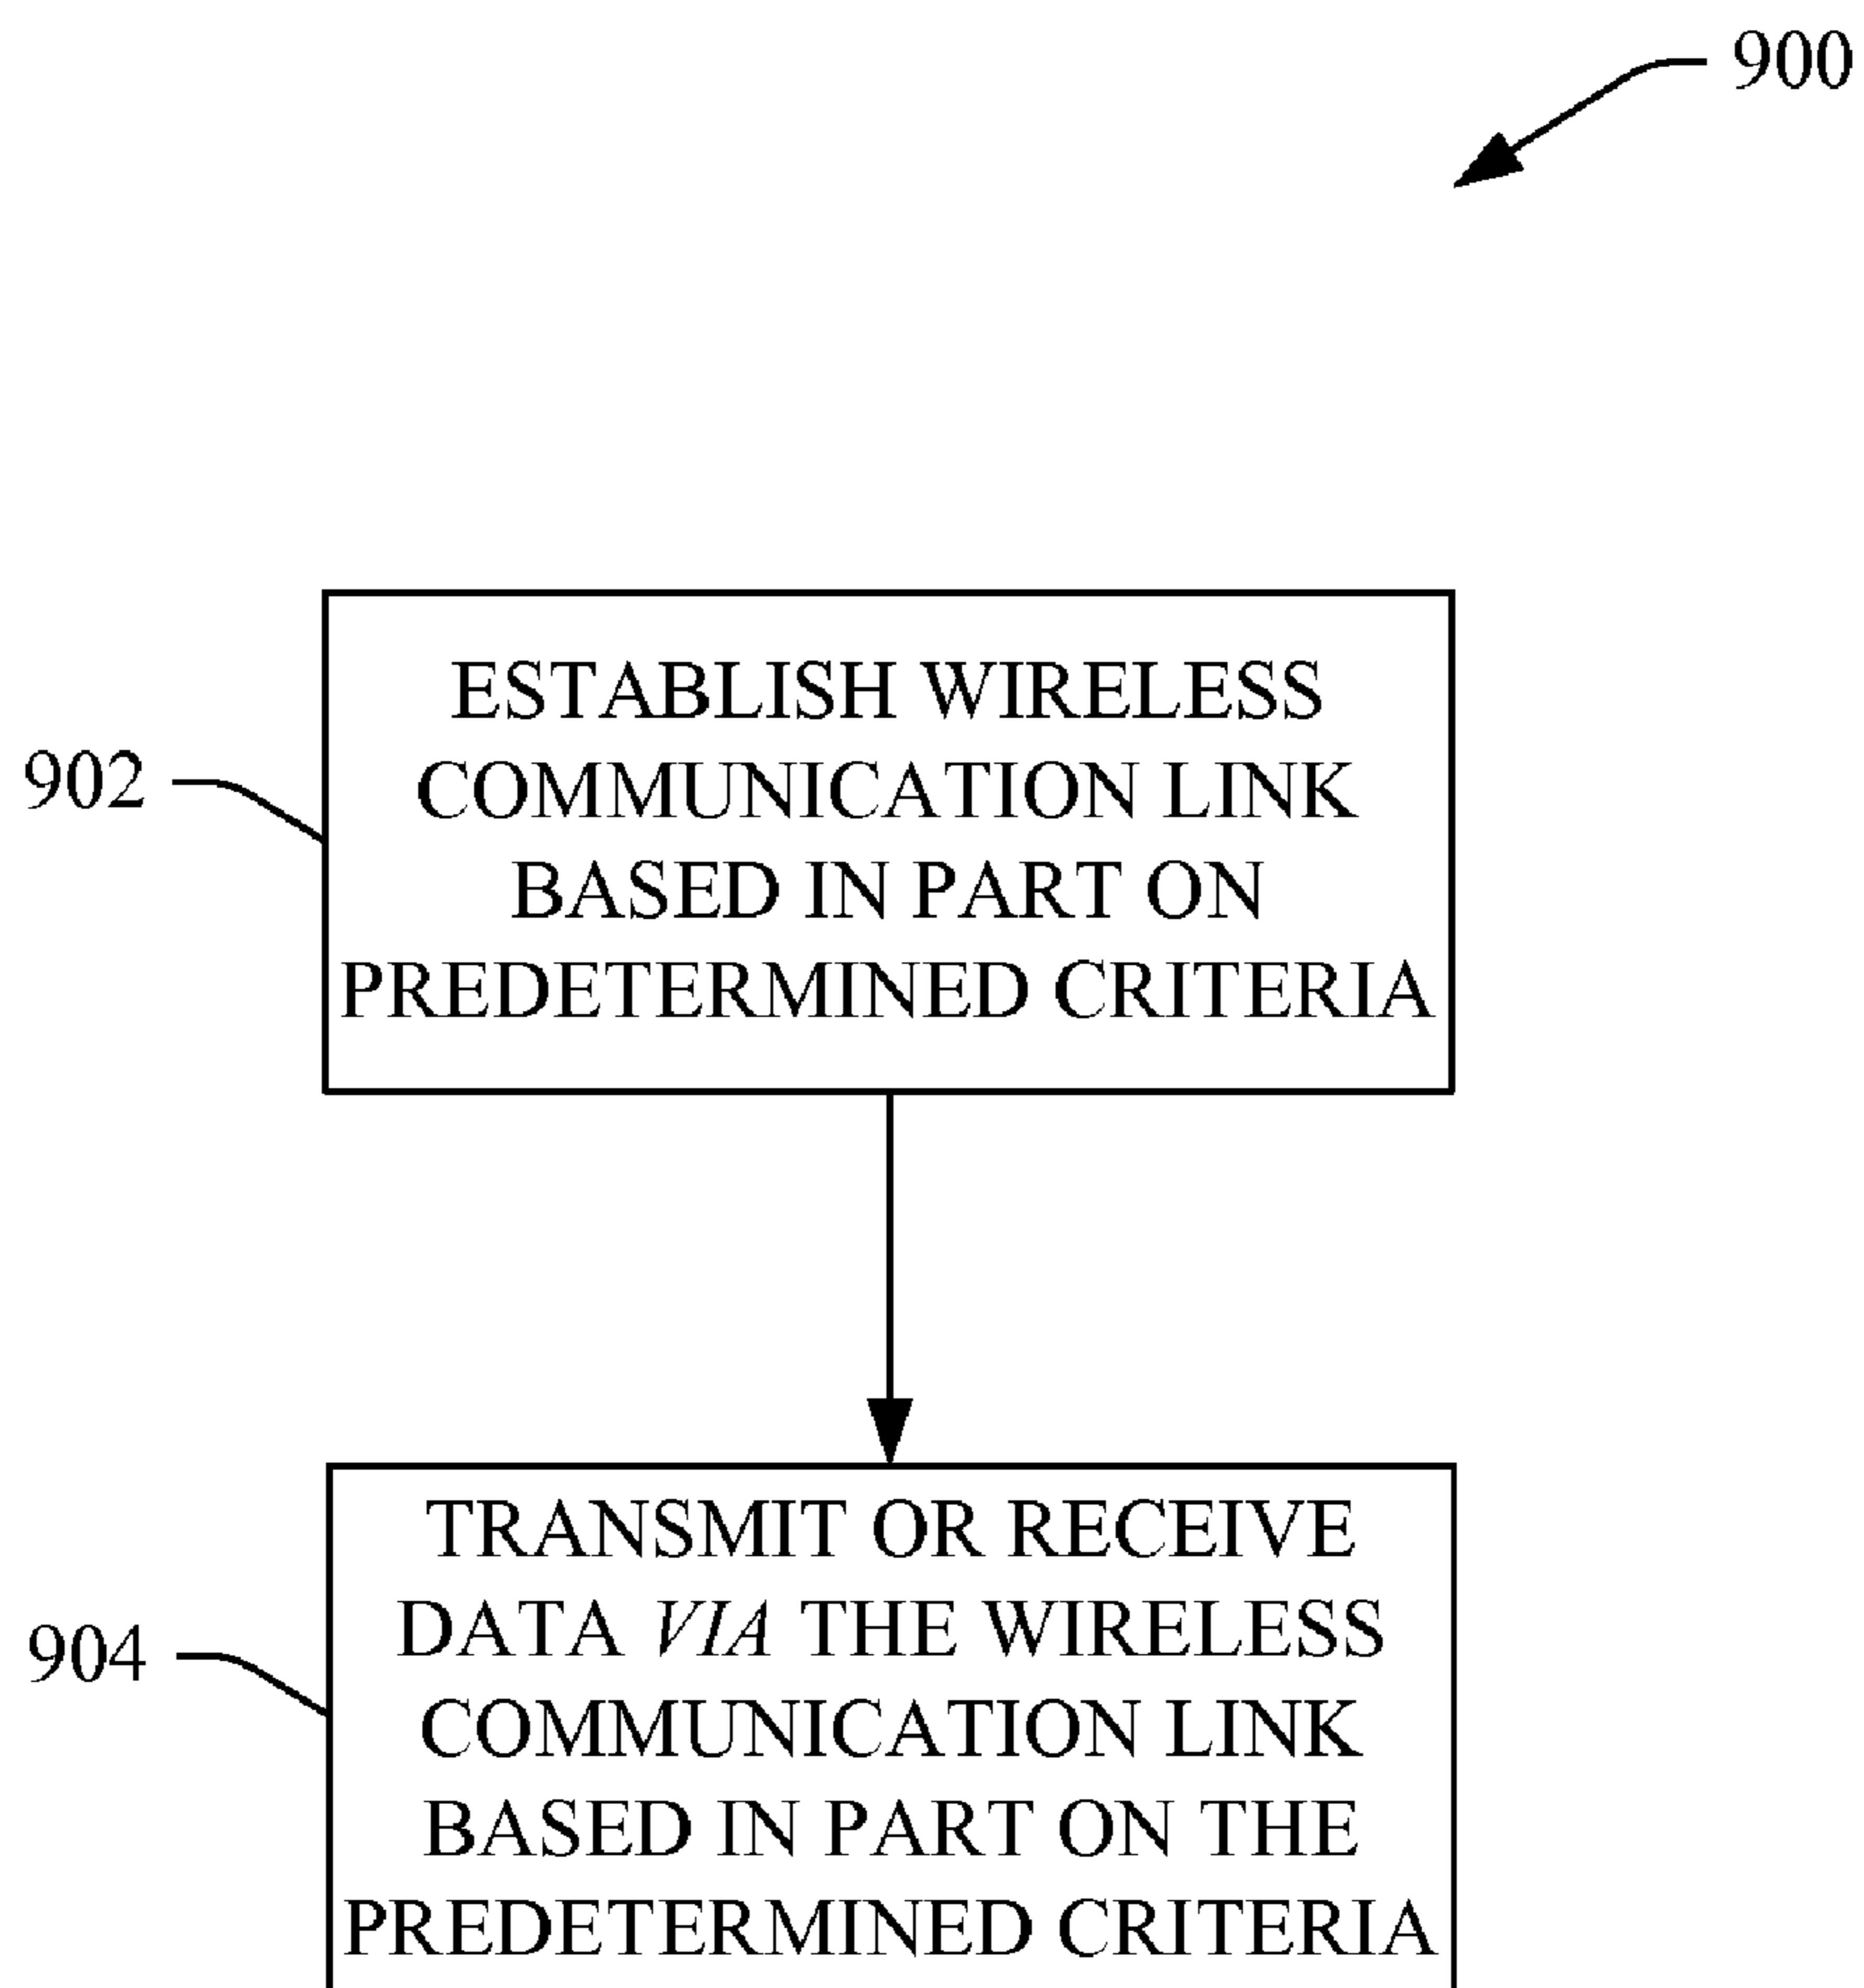 900
902
ESTABLISH WIRELESS
COMMUNICATION LINK
BASED IN PART ON
PREDETERMINED CRITERIA
904
TRANSMIT OR RECEIVE
DATA VIA THE WIRELESS
COMMUNICATION LINK
BASED IN PART ON THE
PREDETERMINED CRITERIA